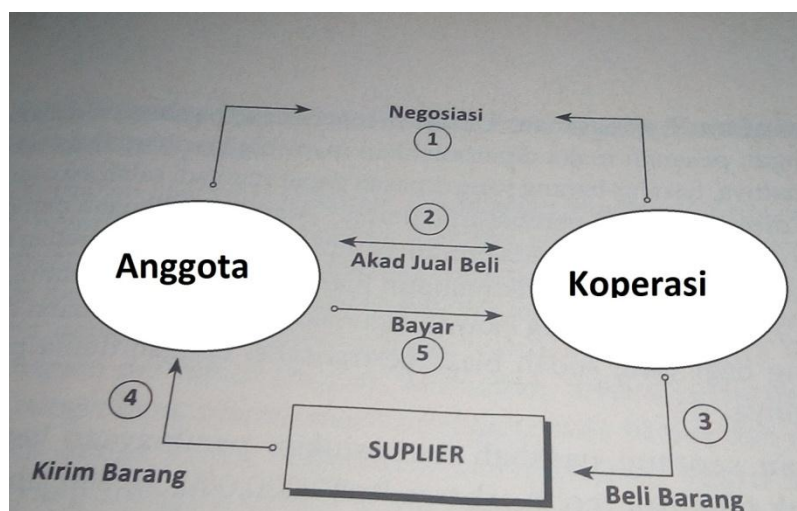 Negosiasi
1
2
Anggota
Akad Jual Beli
Koperasi
Bayar
5
4
3
SUPLIER
Kirim Barang
Beli Barang